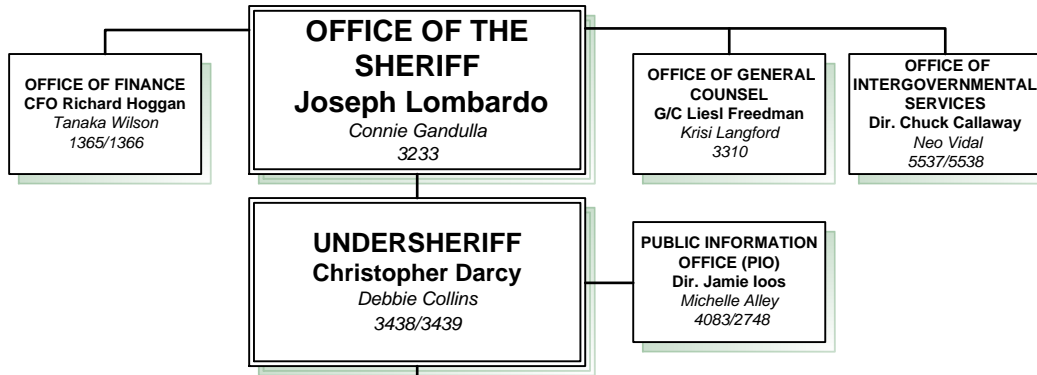 OFFICE OF THE
SHERIFF
Joseph Lombardo
Connie Gandulla
3233
OFFICE OF FINANCE
CFO Richard Hoggan
Tanaka Wilson
1365/1366
OFFICE OF GENERAL
COUNSEL
G/C Liesl Freedman
Krisi Langford
3310
OFFICE OF
INTERGOVERNMENTAL
SERVICES
Dir. Chuck Callaway
Neo Vidal
5537/5538
UNDERSHERIFF
Christopher Darcy
Debbie Collins
3438/3439
PUBLIC INFORMATION
OFFICE (PIO)
Dir. Jamie Ioos
Michelle Alley
4083/2748